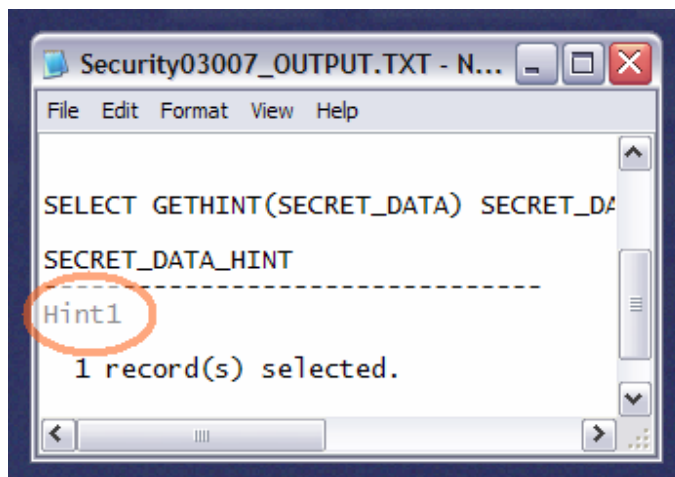 Security03007_OUTPUT.TXT - N...
File Edit Format View Help
SELECT GETHINT(SECRET_DATA) SECRET_DA
SECRET_DATA_HINT
---------------------------------
Hint1
1 record(s) selected.